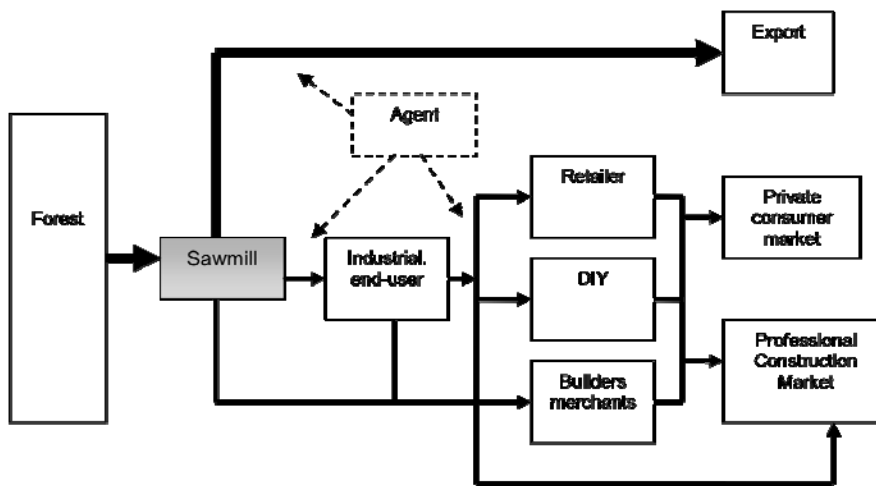 Export
Agent
Retailer
Forest
Private
consumer
market
Sawmill
Industrial.
end-user
DIY
Professional
Construction
Market
Builders
merchants